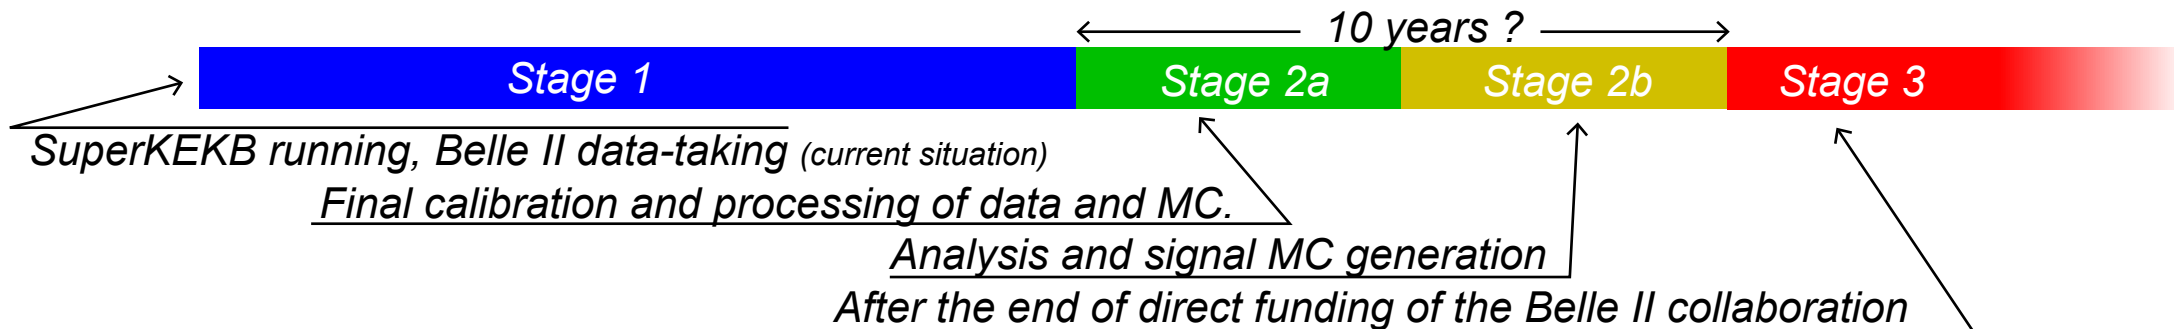 10 years ?
Stage 1
Stage 2a
Stage 2b
Stage 3
SuperKEKB running, Belle II data-taking (current situation)
Final calibration and processing of data and MC.
Analysis and signal MC generation
After the end of direct funding of the Belle II collaboration